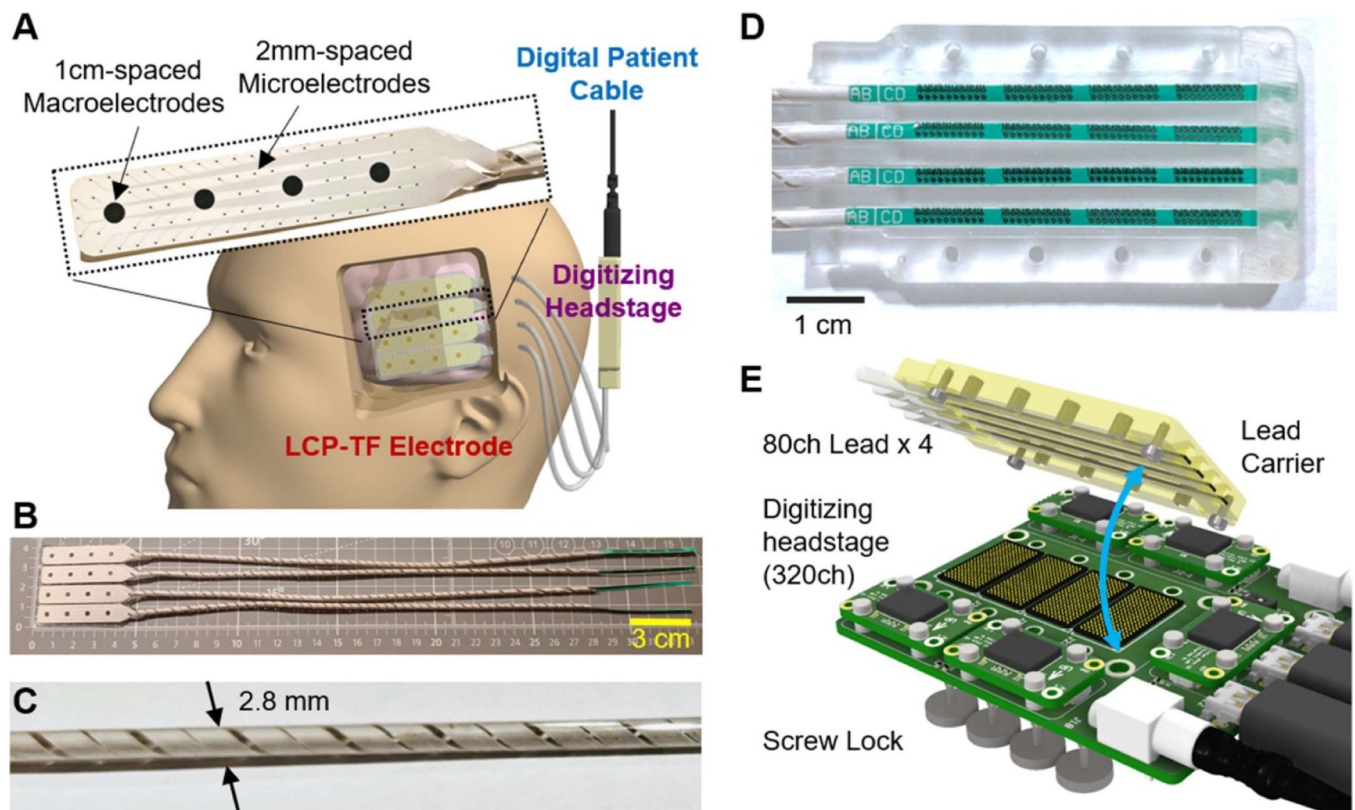 A
1cm-spaced
Macroelectrodes
2mm-spaced
Microelectrodes
Digital Patient
Cable
Digitizing
Headstage
LCP-TF Electrode
B
3 cm
C
2.8 mm
D
AB CD
AB CD
AB CD
AB CD
1 cm
E
80ch Lead x 4
Lead
Carrier
Digitizing
headstage
(320ch)
Screw Lock